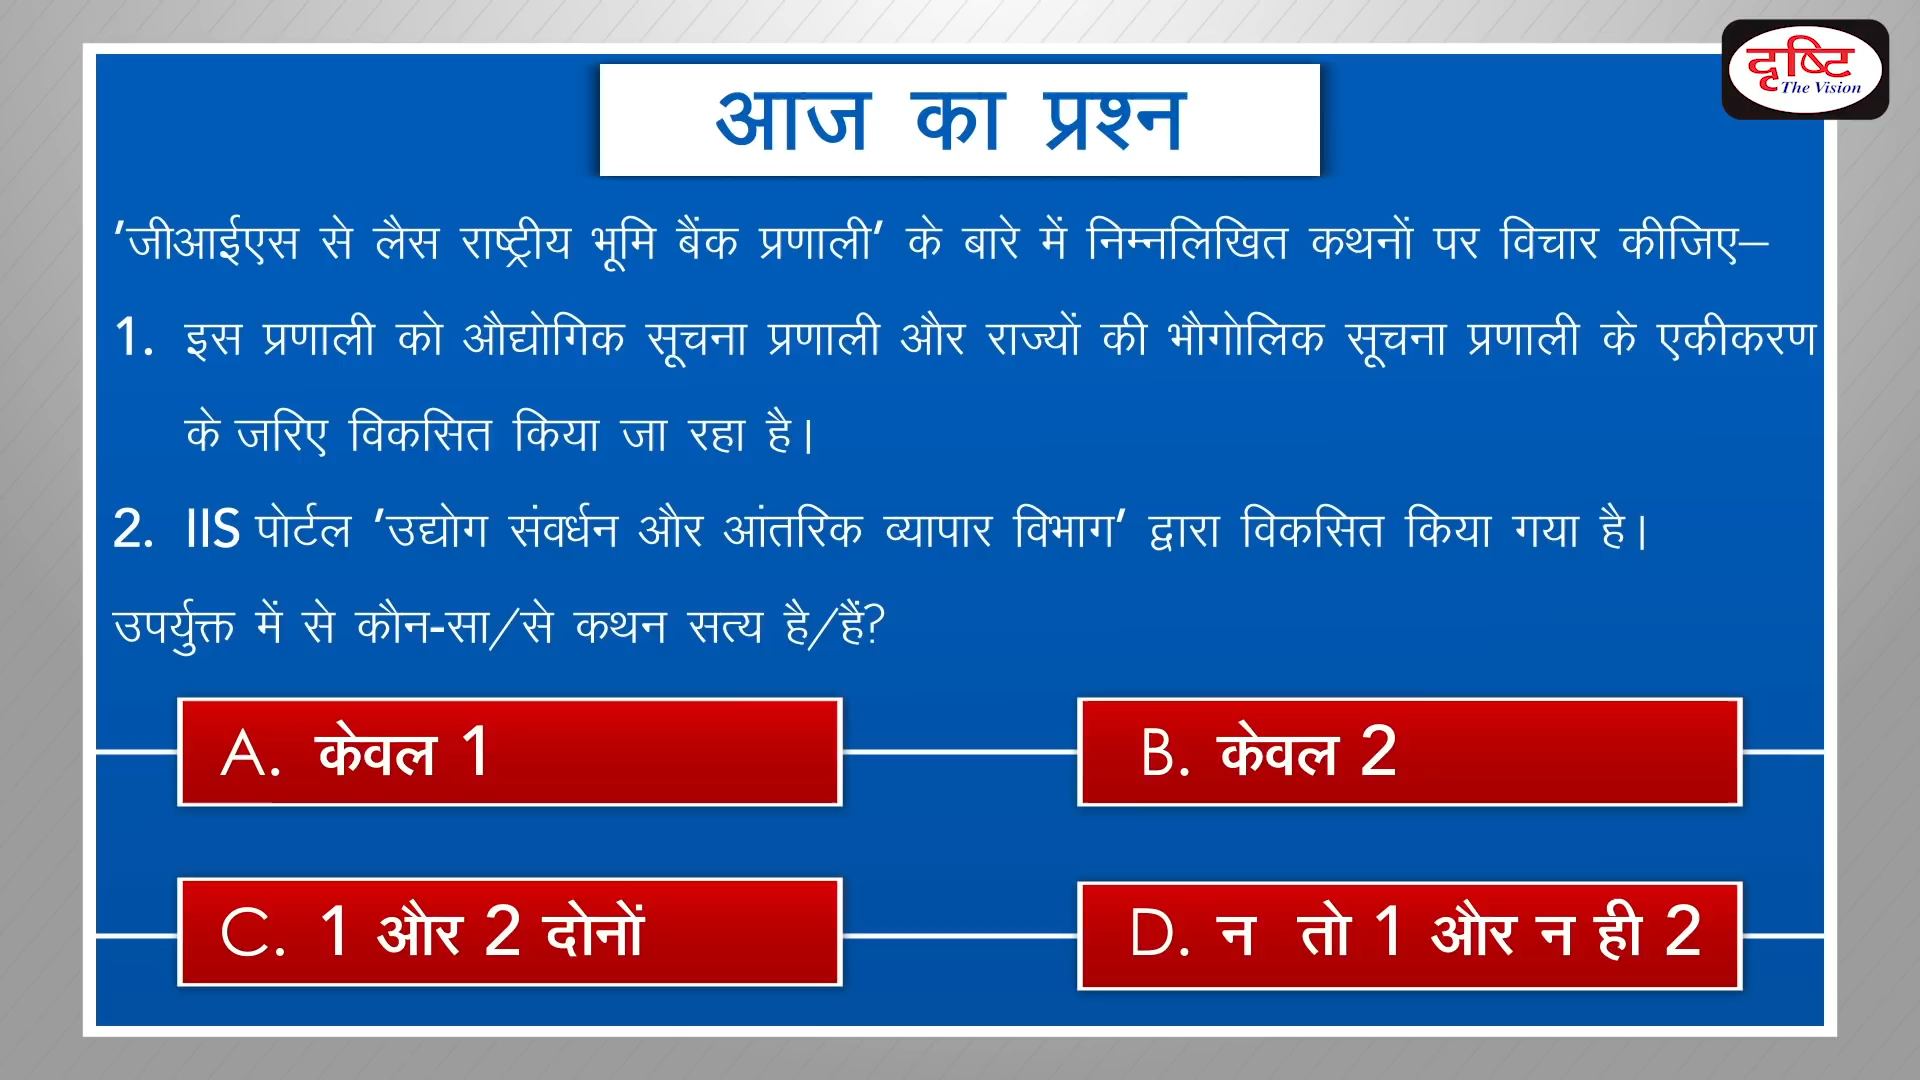 दृष्टि
The Vision
आज का प्रश्न
'जीआईएस से लैस राष्ट्रीय भूमि बैंक प्रणाली' के बारे में निम्नलिखित कथनों पर विचार कीजिए–
1. इस प्रणाली को औद्योगिक सूचना प्रणाली और राज्यों की भौगोलिक सूचना प्रणाली के एकीकरण
के जरिए विकसित किया जा रहा है।
2. IIS पोर्टल 'उद्योग संवर्धन और आंतरिक व्यापार विभाग' द्वारा विकसित किया गया है।
उपर्युक्त में से कौन-सा/से कथन सत्य है/हैं?
A. केवल 1
B. केवल 2
C. 1 और 2 दोनों
D. न तो 1 और न ही 2